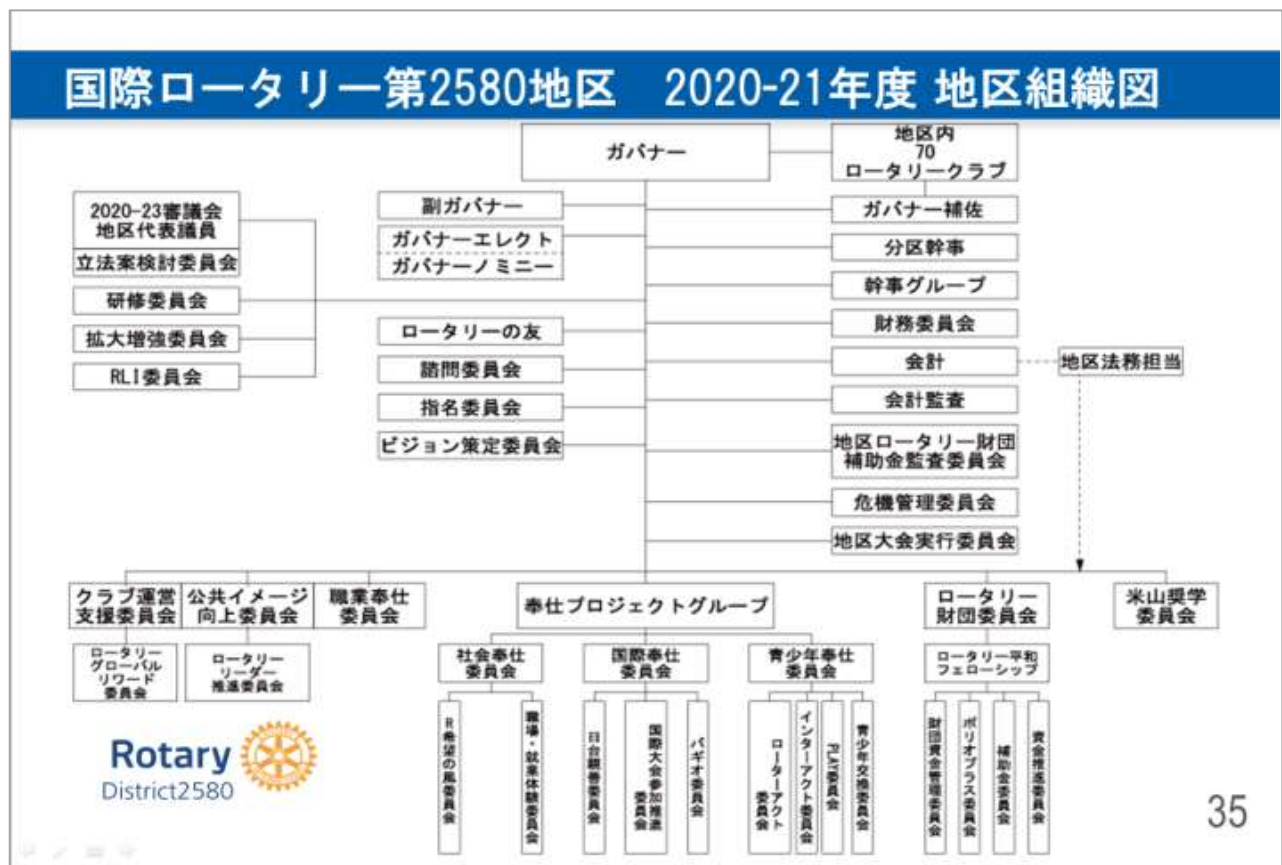 国際ロータリー第2580地区 2020-21年度 地区組織図
ガバナー
地区内
70
ロータリークラブ
2020-23審議会
地区代表議員
立法案検討委員会
研修委員会
拡大増強委員会
RLI委員会
副ガバナー
ガバナーエレクト
ガバナーノミニー
ロータリーの友
諮問委員会
指名委員会
ビジョン策定委員会
ガバナー補佐
分区幹事
幹事グループ
財務委員会
会計
地区法務担当
会計監査
地区ロータリー財団
補助金監査委員会
危機管理委員会
地区大会実行委員会
クラブ運営
支援委員会
公共イメージ
向上委員会
職業奉仕
委員会
奉仕プロジェクトグループ
ロータリー
財団委員会
米山奨学
委員会
ロータリー
グローバル
リワード
委員会
ロータリー
リーダー
推進委員会
社会奉仕
委員会
国際奉仕
委員会
青少年奉仕
委員会
ロータリー平和
フェローシップ
R希望の風委員会
職場・就業体験委員会
日台親善委員会
国際大会参加推進
委員会
バギオ委員会
ローターアクト
委員会
インターアクト委員会
PLAY委員会
青少年交換委員会
財団資金管理委員会
ポリオプラス委員会
補助金委員会
資金推進委員会
Rotary
District2580
35